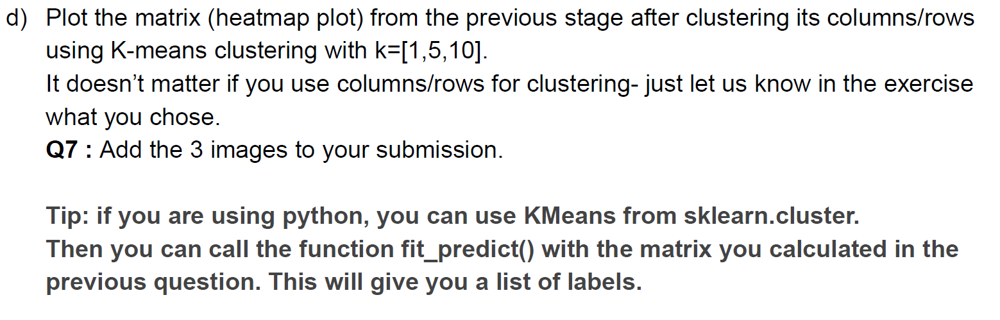 d) Plot the matrix (heatmap plot) from the previous stage after clustering its columns/rows
using K-means clustering with k=[1,5,10].
It doesn’t matter if you use columns/rows for clustering- just let us know in the exercise
what you chose.
Q7 : Add the 3 images to your submission.
Tip: if you are using python, you can use KMeans from sklearn.cluster.
Then you can call the function fit_predict() with the matrix you calculated in the
previous question. This will give you a list of labels.